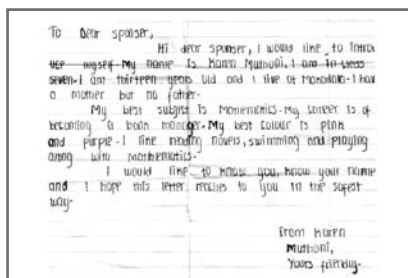 To Dear sponser,
Hi dear sponser, I would like to introd
uce myself. My name is Karen Muthoni. I am in class
seven. I am thirteen years old and I live at . I hav
a mother but no father.
My best subject is Mathematics. My career is of
becoming a bank manager. My best colour is pink
and purple. I like reading novels, swimming and playing
along with mathematics.
I would like to know you, know your name
and I hope this letter reaches to you in the safest
way.
From Karen
Muthoni,
Yours friendly.